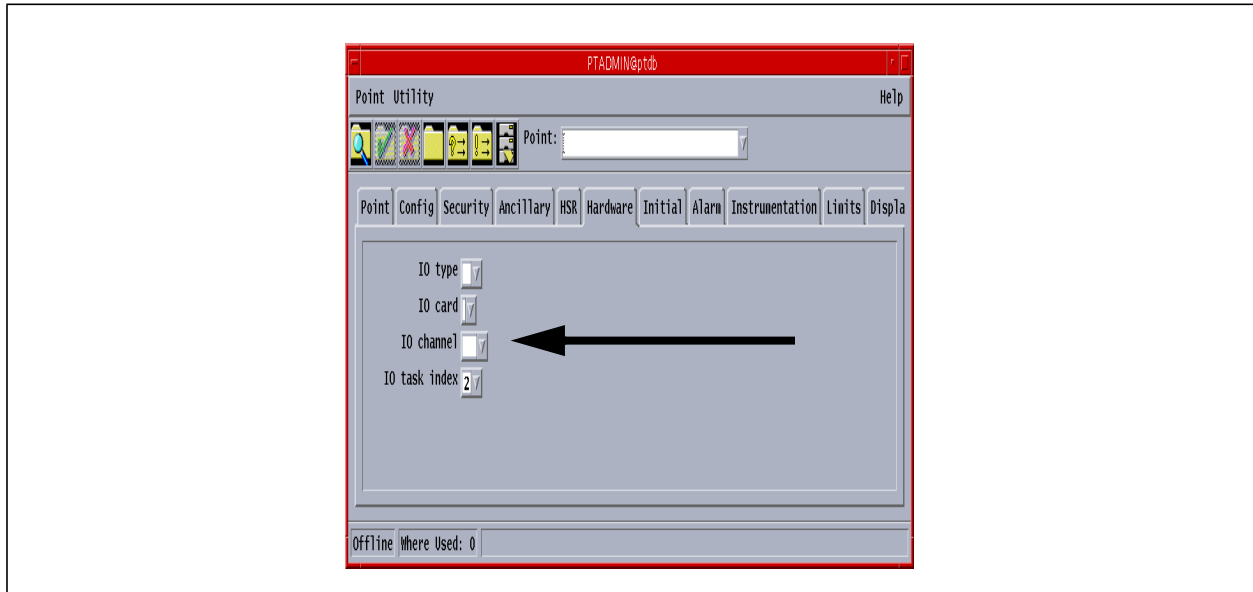 PTADMIN@ptdb
Point Utility Help
Point:
Point Config Security Ancillary HSR Hardware Initial Alarm Instrumentation Limits Displa
IO type
IO card
IO channel
IO task index 2
Offline Where Used: 0